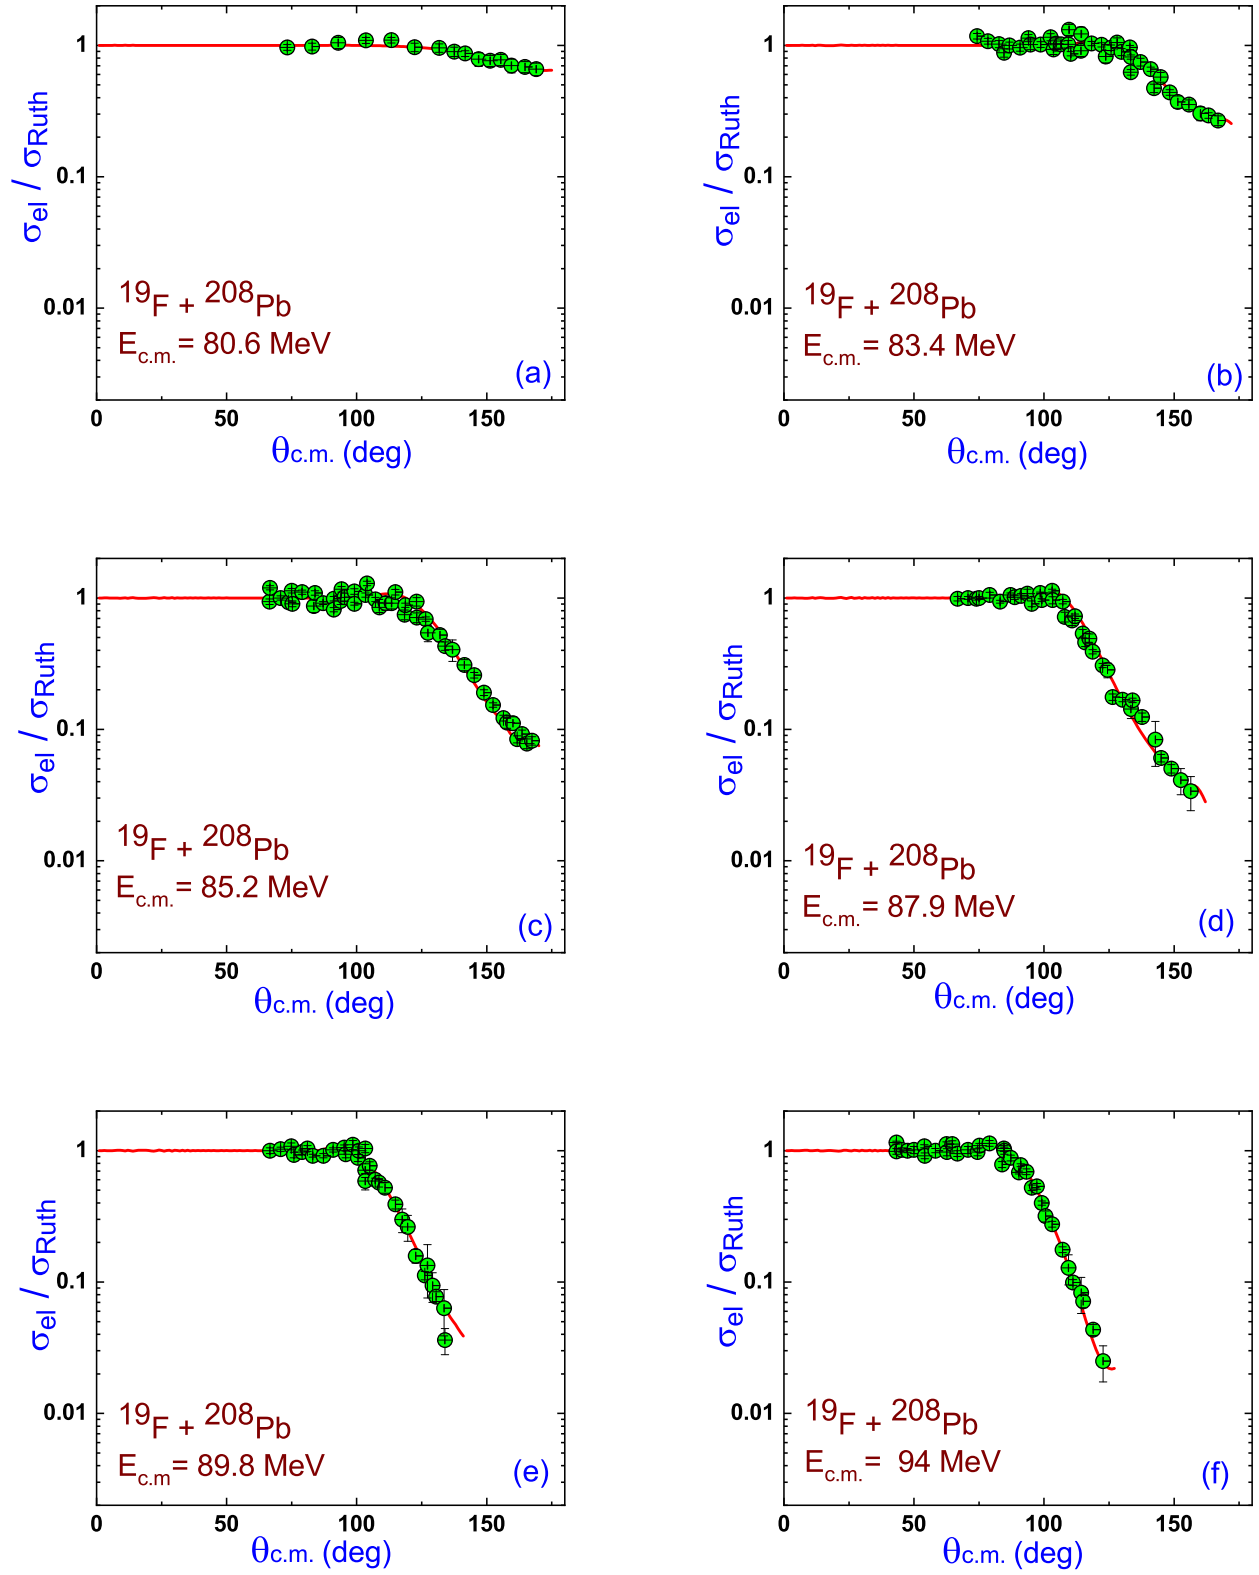 1
0.1
0.01
σel / σRuth
19F + 208Pb
Ec.m.= 80.6 MeV
(a)
0 50 100 150
θc.m. (deg)
1
0.1
0.01
σel / σRuth
19F + 208Pb
Ec.m.= 83.4 MeV
(b)
0 50 100 150
θc.m. (deg)
1
0.1
0.01
σel / σRuth
19F + 208Pb
Ec.m.= 85.2 MeV
(c)
0 50 100 150
θc.m. (deg)
1
0.1
0.01
σel / σRuth
19F + 208Pb
Ec.m.= 87.9 MeV
(d)
0 50 100 150
θc.m. (deg)
1
0.1
0.01
σel / σRuth
19F + 208Pb
Ec.m= 89.8 MeV
(e)
0 50 100 150
θc.m. (deg)
1
0.1
0.01
σel / σRuth
19F + 208Pb
Ec.m.= 94 MeV
(f)
0 50 100 150
θc.m. (deg)